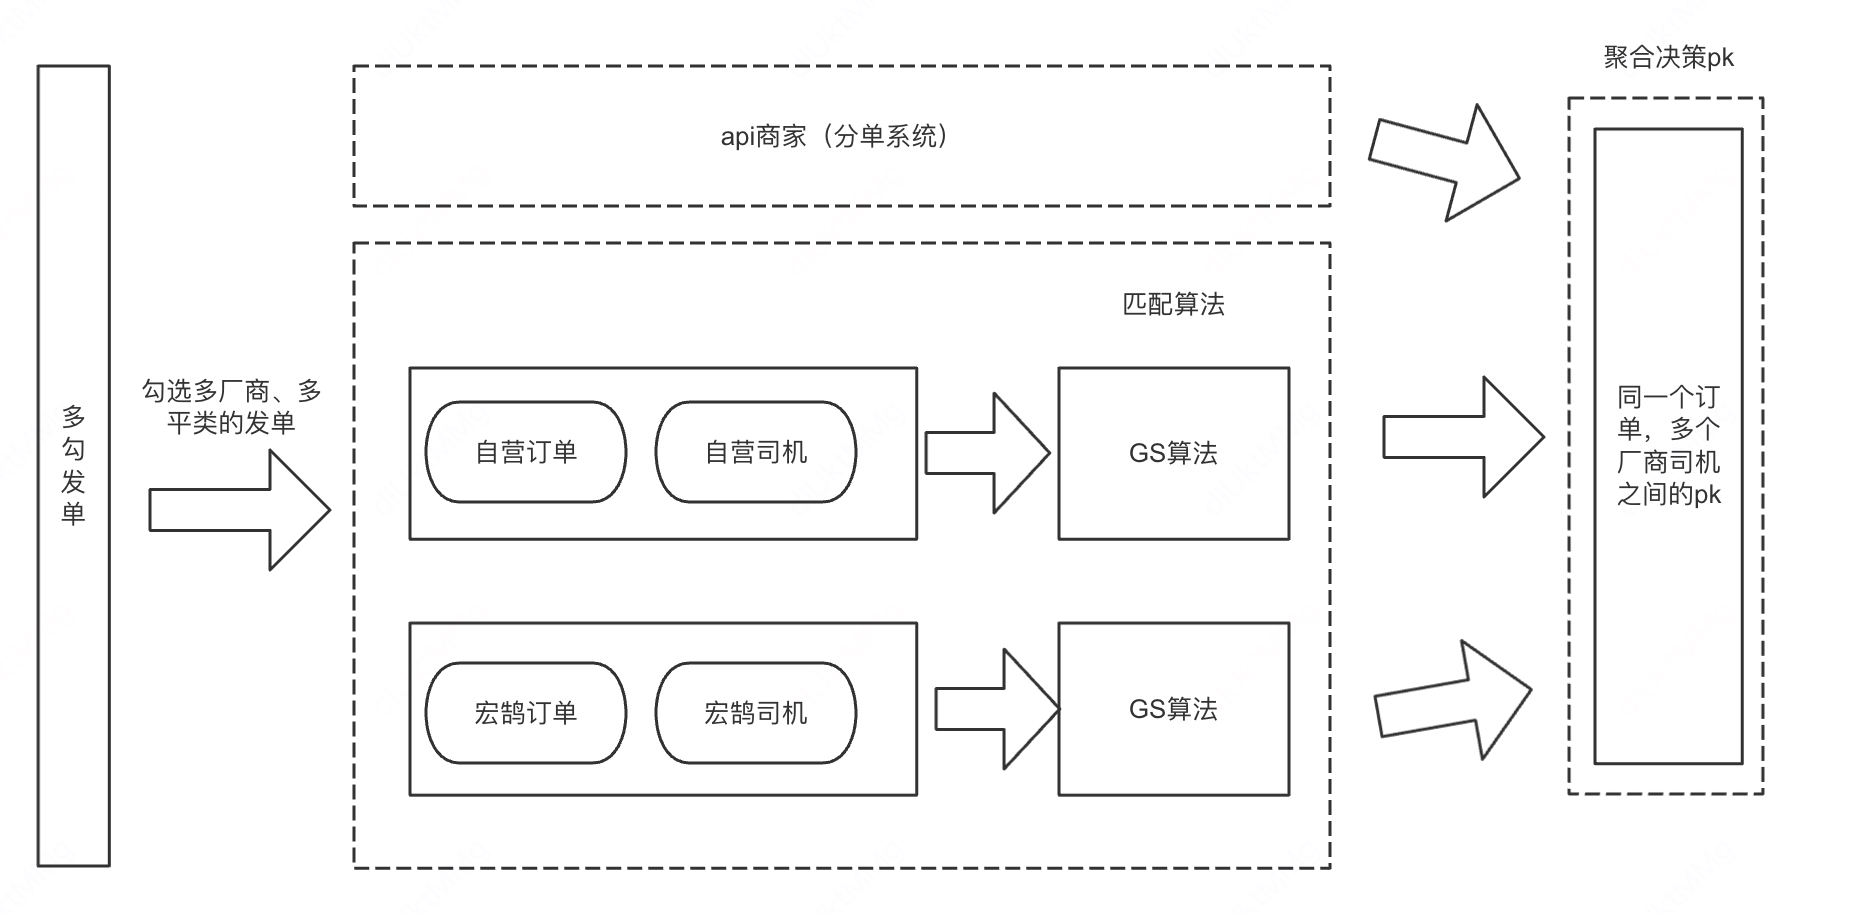 聚合决策pk
api商家（分单系统）
匹配算法
勾选多厂商、多
平类的发单
多
勾
发
单
自营订单
自营司机
GS算法
同一个订
单，多个
厂商司机
之间的pk
宏鹄订单
宏鹄司机
GS算法